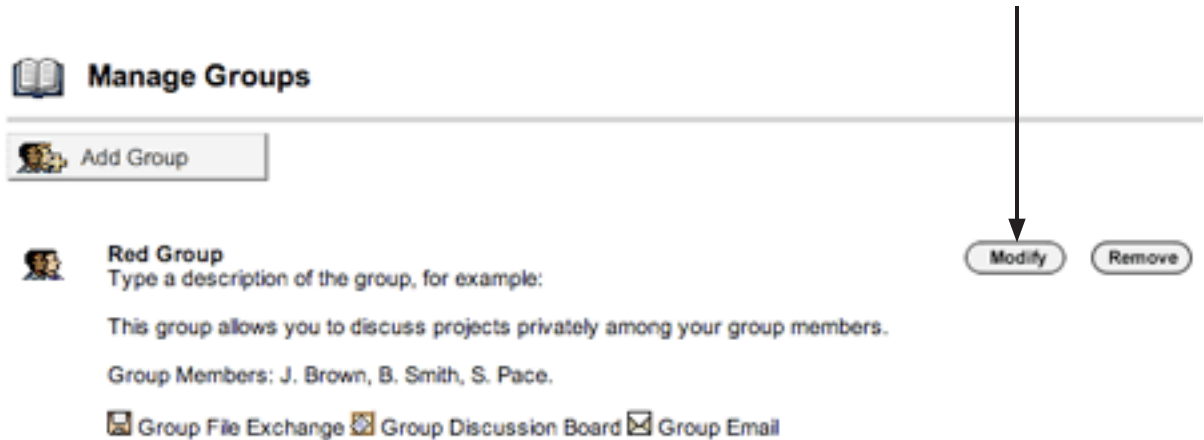 Manage Groups
Add Group
Red Group
Modify Remove
Type a description of the group, for example:
This group allows you to discuss projects privately among your group members.
Group Members: J. Brown, B. Smith, S. Pace.
Group File Exchange Group Discussion Board Group Email